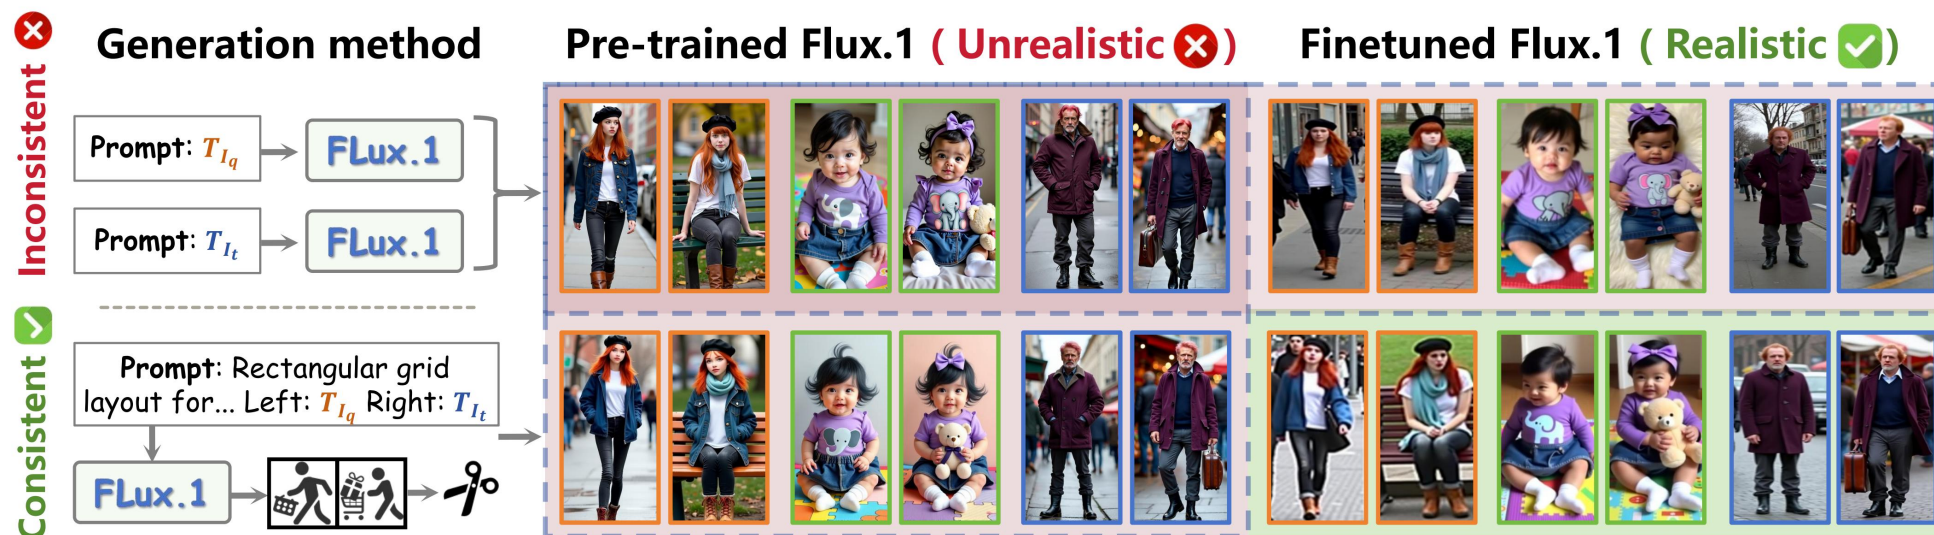 Generation method
Pre-trained Flux.1 ( Unrealistic )
Finetuned Flux.1 ( Realistic )
Inconsistent
Prompt: T_{I_q}
FLux.1
Prompt: T_{I_t}
FLux.1
Consistent
Prompt: Rectangular grid
layout for... Left: T_{I_q} Right: T_{I_t}
FLux.1